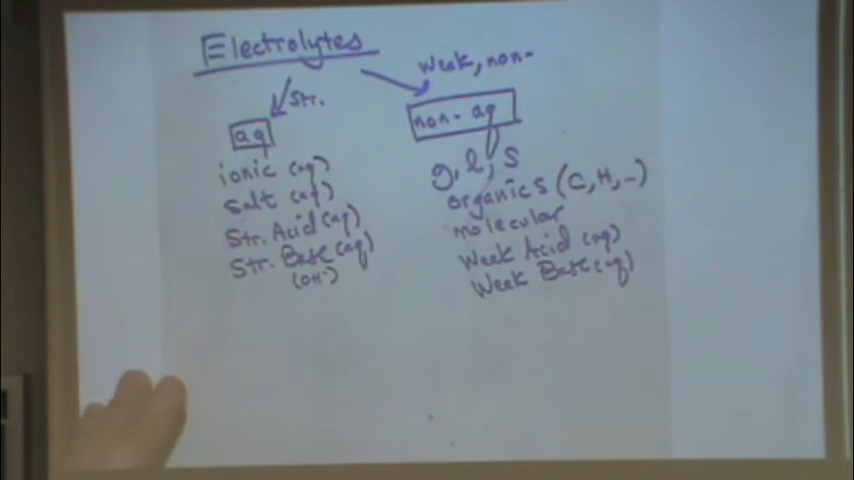 Electrolytes
Str.
weak, non-
aq
non-aq
ionic (aq)
salt (aq)
Str. Acid (aq)
Str. Base (aq)
(OH⁻)
g, l, s
organics (C, H, -)
molecular
Weak Acid (aq)
Weak Base (aq)